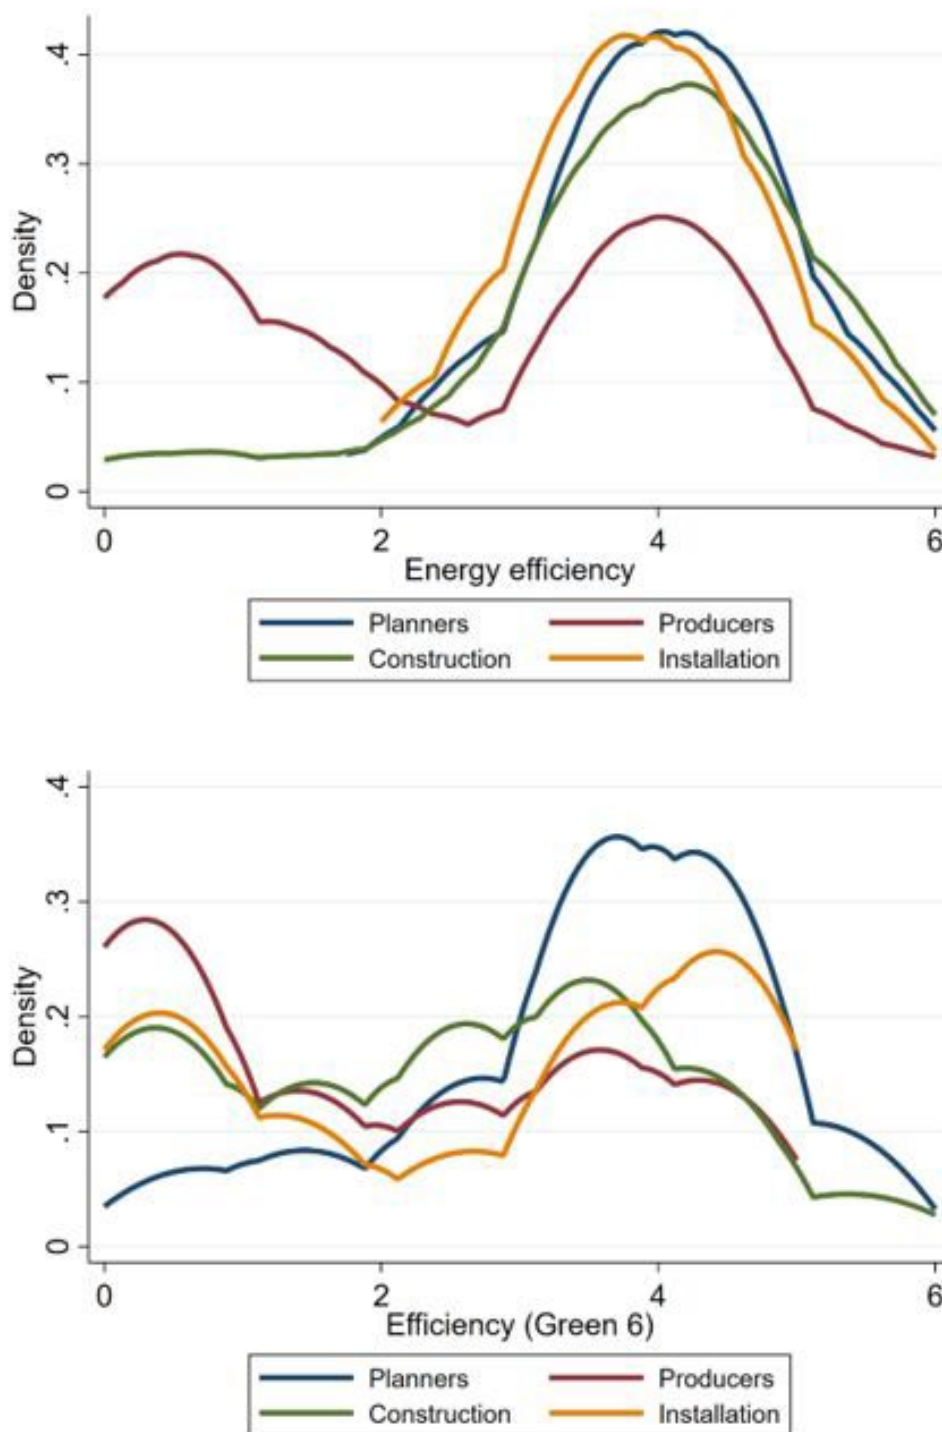 .4
.3
.2
.1
0
Density
0 2 4 6
Energy efficiency
Planners Producers
Construction Installation
.4
.3
.2
.1
0
Density
0 2 4 6
Efficiency (Green 6)
Planners Producers
Construction Installation